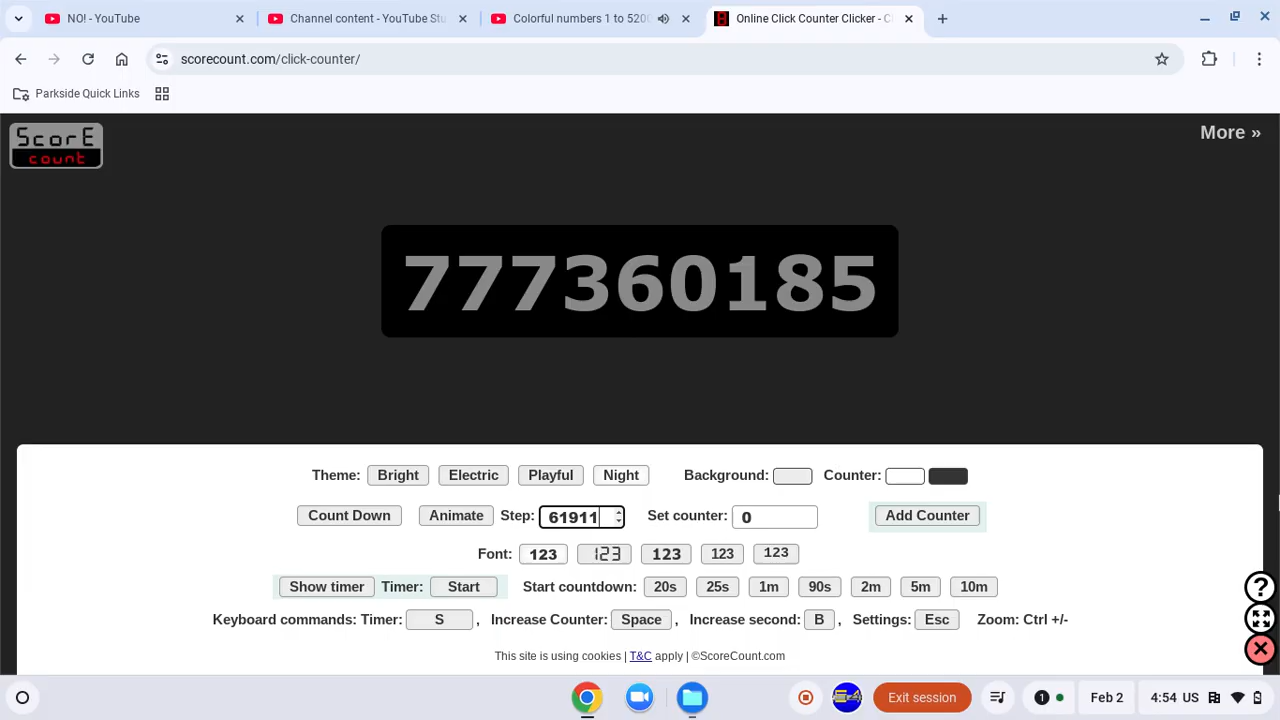 NO! - YouTube
Channel content - YouTube Stu
Colorful numbers 1 to 5200
Online Click Counter Clicker - C
scorecount.com/click-counter/
Parkside Quick Links
ScorE
count
More »
777360185
Theme: Bright Electric Playful Night Background: Counter:
Count Down Animate Step: 61911 Set counter: 0 Add Counter
Font: 123 123 123 123 123
Show timer Timer: Start Start countdown: 20s 25s 1m 90s 2m 5m 10m
Keyboard commands: Timer: S , Increase Counter: Space , Increase second: B , Settings: Esc Zoom: Ctrl +/-
This site is using cookies | T&C apply | ©ScoreCount.com
?
Exit session
1
Feb 2
4:54 US